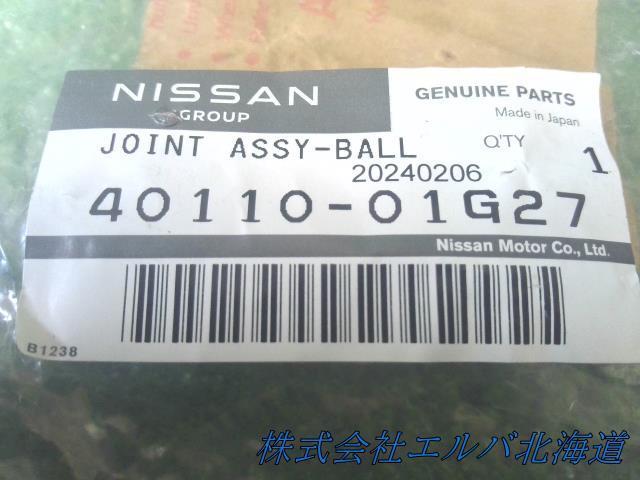 NISSAN
GROUP
GENUINE PARTS
Made in Japan
JOINT ASSY-BALL
Q'TY 1
20240206
40110-01G27
Nissan Motor Co., Ltd.
B1238
株式会社エルバ北海道